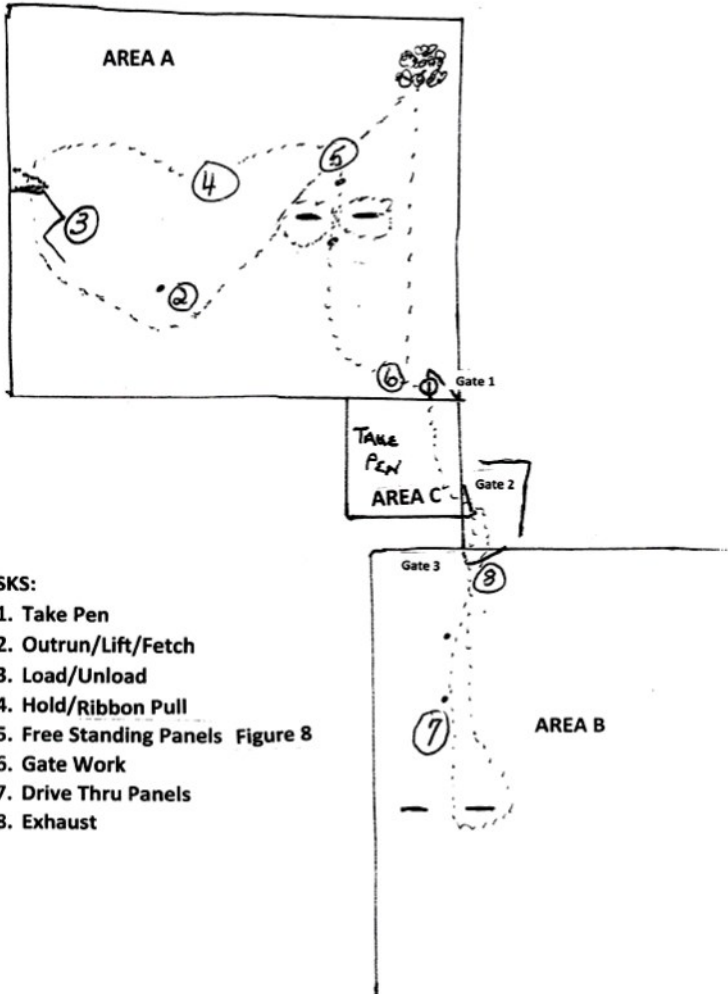 AREA A
5
4
3
2
6
1
Gate 1
TAKE
PEN
AREA C
Gate 2
Gate 3
8
7
AREA B
SKS:
1. Take Pen
2. Outrun/Lift/Fetch
3. Load/Unload
4. Hold/Ribbon Pull
5. Free Standing Panels Figure 8
6. Gate Work
7. Drive Thru Panels
8. Exhaust